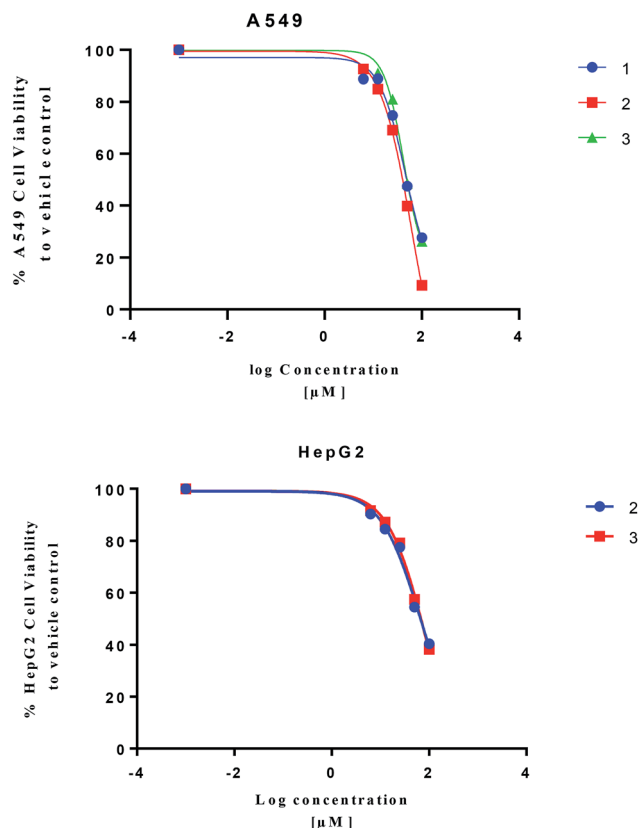 A549
% A549 Cell Viability
to vehicle control
100
80
60
40
20
0
-4
-2
0
2
4
log Concentration
[µM]
1
2
3
HepG2
% HepG2 Cell Viability
to vehicle control
100
80
60
40
20
0
-4
-2
0
2
4
Log concentration
[µM]
2
3